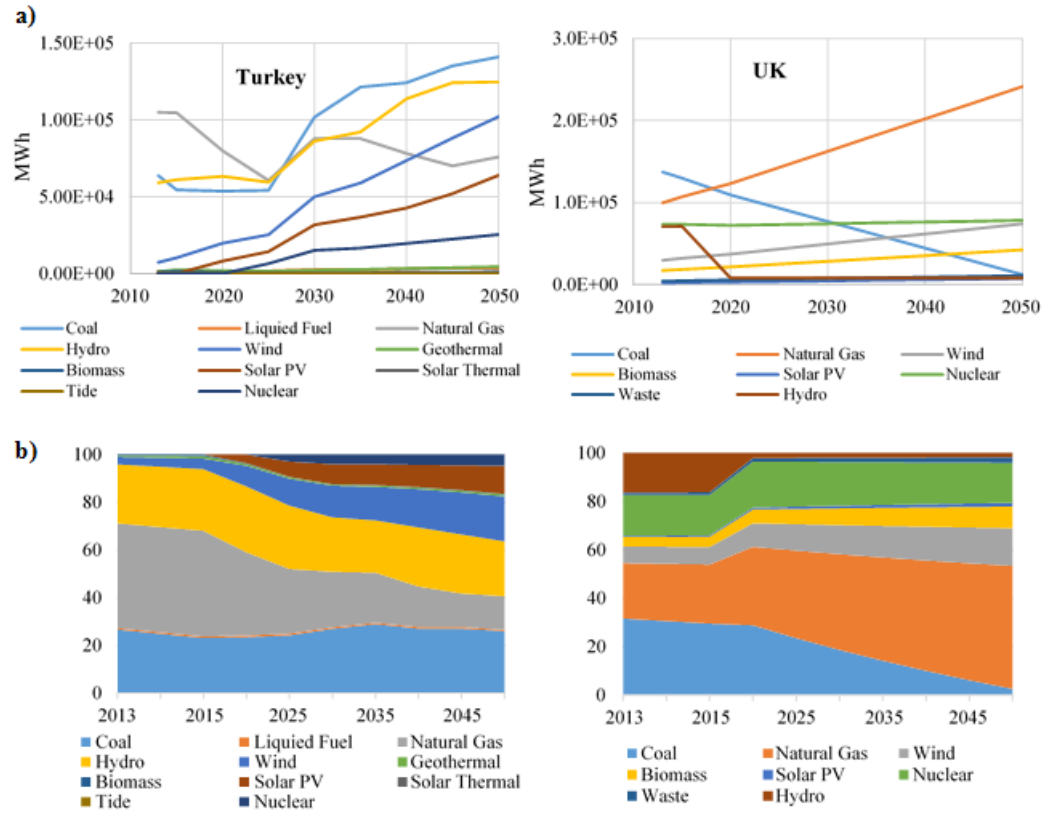 a)
Turkey
MWh
1.50E+05
1.00E+05
5.00E+04
0.00E+00
2010 2020 2030 2040 2050
Coal Liquied Fuel Natural Gas
Hydro Wind Geothermal
Biomass Solar PV Solar Thermal
Tide Nuclear
UK
MWh
3.0E+05
2.0E+05
1.0E+05
0.0E+00
2010 2020 2030 2040 2050
Coal Natural Gas Wind
Biomass Solar PV Nuclear
Waste Hydro
b)
100
80
60
40
20
0
2013 2015 2025 2035 2045
Coal Liquied Fuel Natural Gas
Hydro Wind Geothermal
Biomass Solar PV Solar Thermal
Tide Nuclear
100
80
60
40
20
0
2013 2015 2025 2035 2045
Coal Natural Gas Wind
Biomass Solar PV Nuclear
Waste Hydro